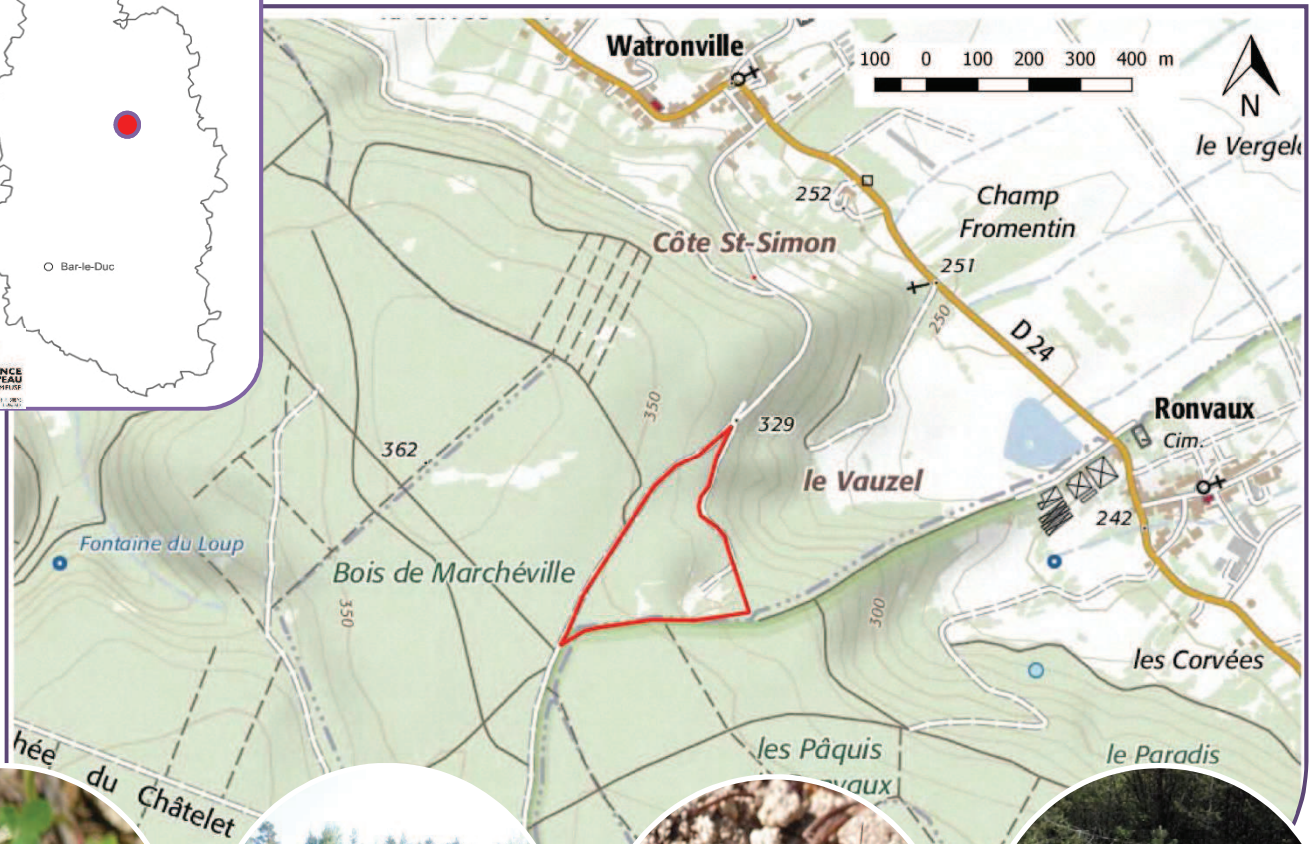 Bar-le-Duc
Watronville
100 0 100 200 300 400 m
N
le Vergel
252
Champ
Fromentin
Côte St-Simon
251
250
D 24
350
329
Ronvaux
Cim.
362
le Vauzel
242
Fontaine du Loup
Bois de Marchéville
350
300
les Corvées
hée du Châtelet
les Pâquis
vaux
le Paradis